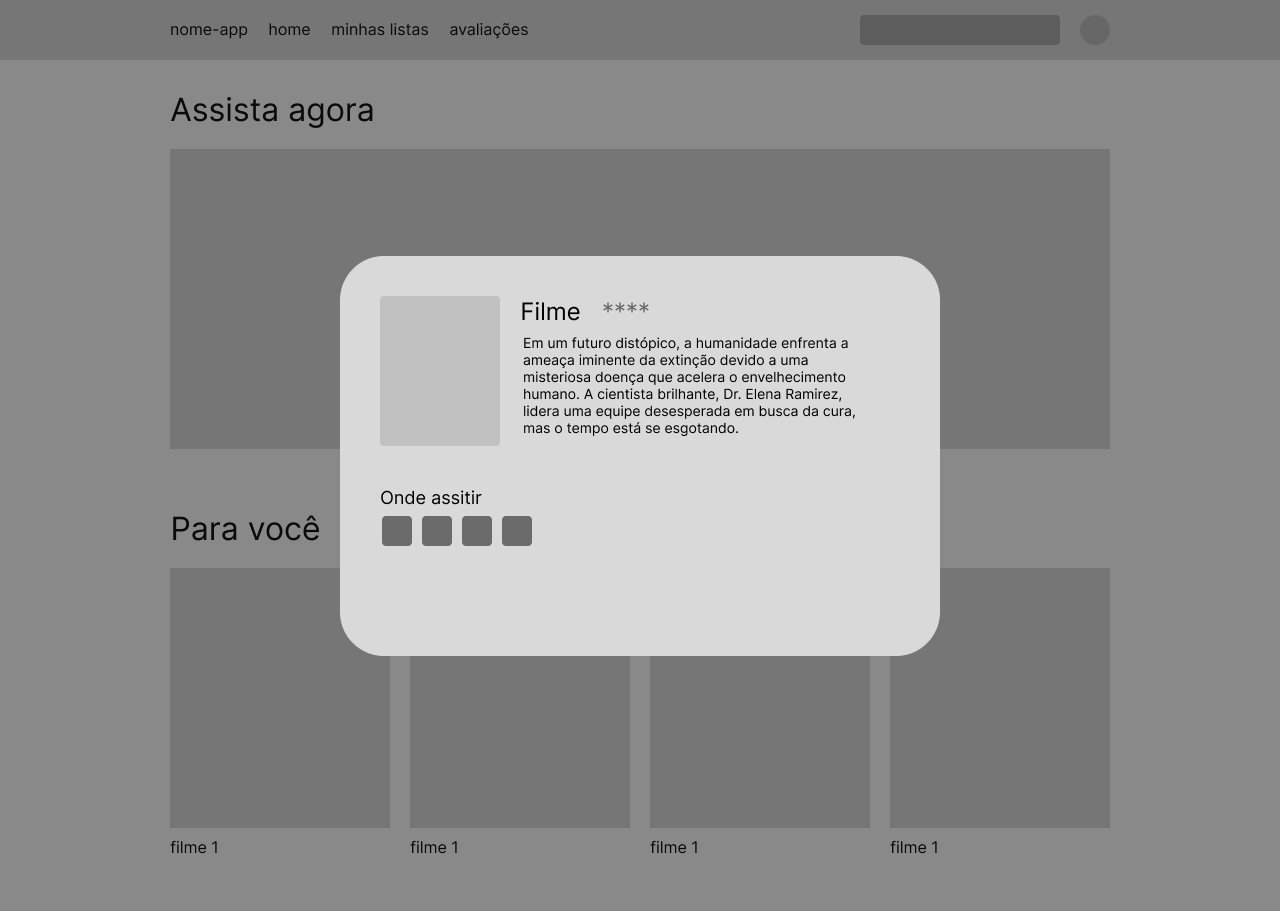 nome-app home minhas listas avaliações
Assista agora
Filme ****
Em um futuro distópico, a humanidade enfrenta a
ameaça iminente da extinção devido a uma
misteriosa doença que acelera o envelhecimento
humano. A cientista brilhante, Dr. Elena Ramirez,
lidera uma equipe desesperada em busca da cura,
mas o tempo está se esgotando.
Onde assitir
Para você
filme 1 filme 1 filme 1 filme 1